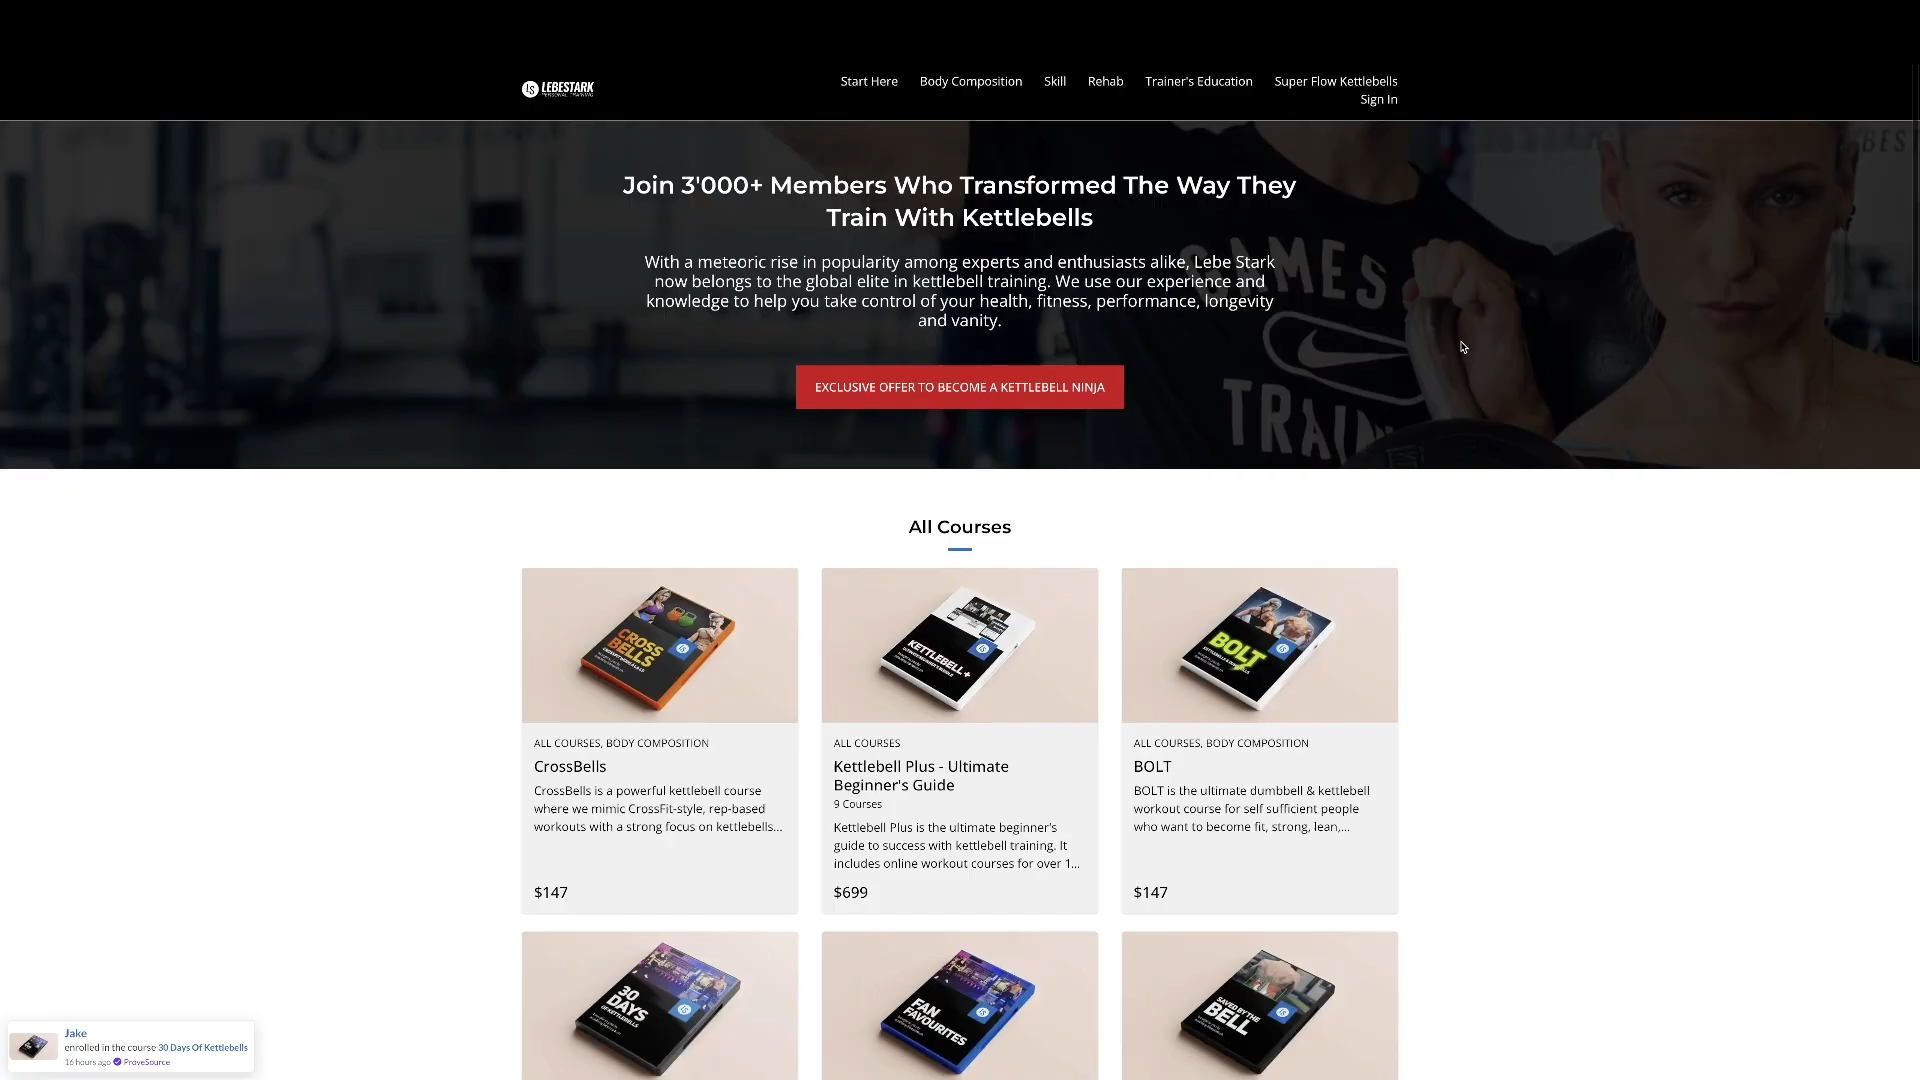 LEBESTARK
PERSONAL TRAINING
Start Here
Body Composition
Skill
Rehab
Trainer's Education
Super Flow Kettlebells
Sign In
Join 3'000+ Members Who Transformed The Way They
Train With Kettlebells
With a meteoric rise in popularity among experts and enthusiasts alike, Lebe Stark
now belongs to the global elite in kettlebell training. We use our experience and
knowledge to help you take control of your health, fitness, performance, longevity
and vanity.
EXCLUSIVE OFFER TO BECOME A KETTLEBELL NINJA
GAMES
TRAIN
All Courses
CROSS
BELLS
ALL COURSES, BODY COMPOSITION
CrossBells
CrossBells is a powerful kettlebell course
where we mimic CrossFit-style, rep-based
workouts with a strong focus on kettlebells...
$147
KETTLEBELL+
ULTIMATE BEGINNER'S BUNDLE
ALL COURSES
Kettlebell Plus - Ultimate
Beginner's Guide
9 Courses
Kettlebell Plus is the ultimate beginner's
guide to success with kettlebell training. It
includes online workout courses for over 1...
$699
BOLT
ALL COURSES, BODY COMPOSITION
BOLT
BOLT is the ultimate dumbbell & kettlebell
workout course for self sufficient people
who want to become fit, strong, lean,...
$147
30
DAYS
OF KETTLEBELLS
FAN
FAVOURITES
SAVED BY THE
BELL
Jake
enrolled in the course 30 Days Of Kettlebells
16 hours ago ProveSource